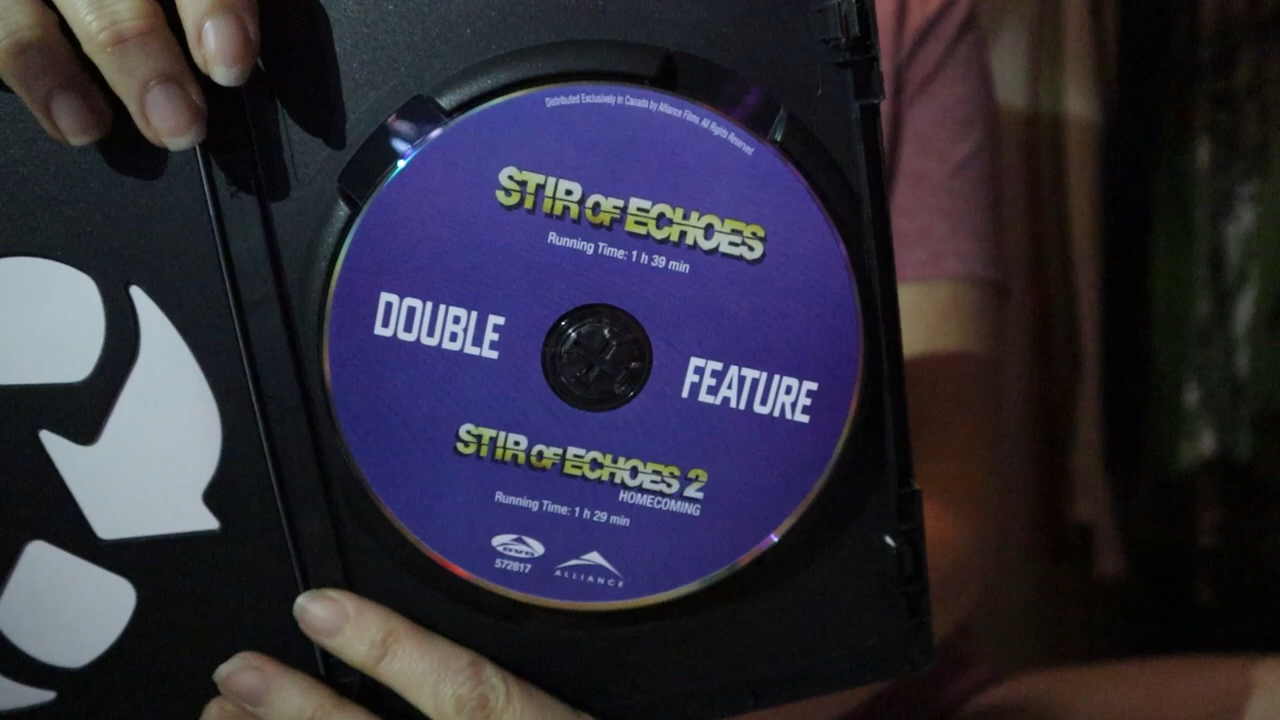 Distributed Exclusively in Canada by Alliance Films. All Rights Reserved.
STIR OF ECHOES
Running Time: 1 h 39 min
DOUBLE
FEATURE
STIR OF ECHOES 2
HOMECOMING
Running Time: 1 h 29 min
DVD
572817
ALLIANCE